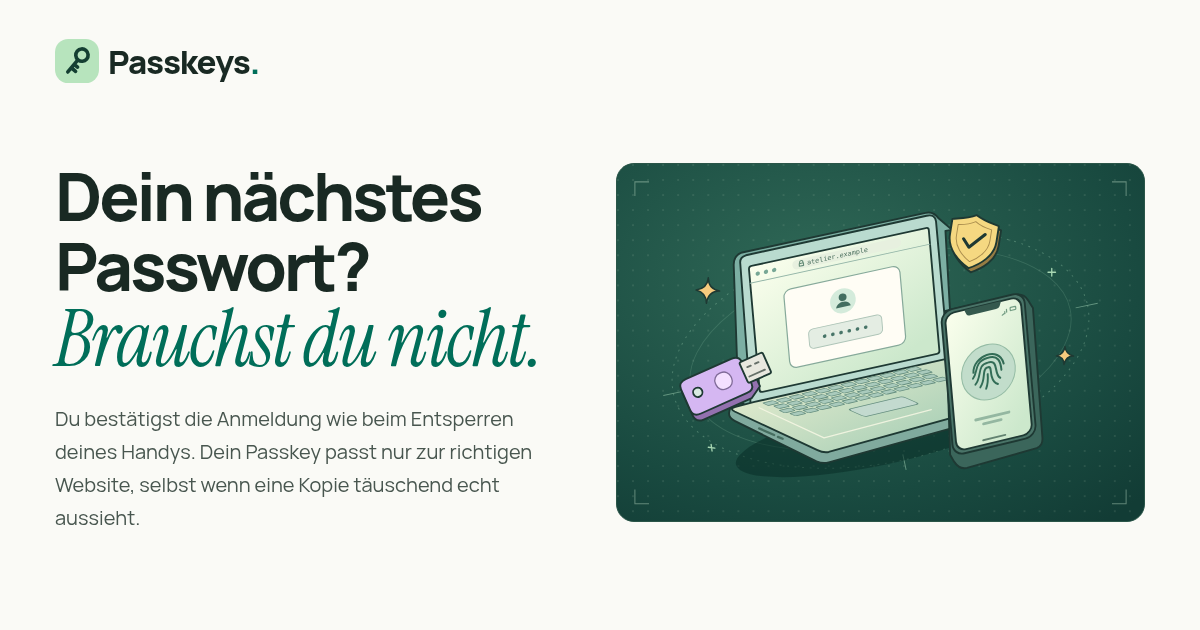 Passkeys.
Dein nächstes
Passwort?
Brauchst du nicht.
Du bestätigst die Anmeldung wie beim Entsperren
deines Handys. Dein Passkey passt nur zur richtigen
Website, selbst wenn eine Kopie täuschend echt
aussieht.
atelier.example